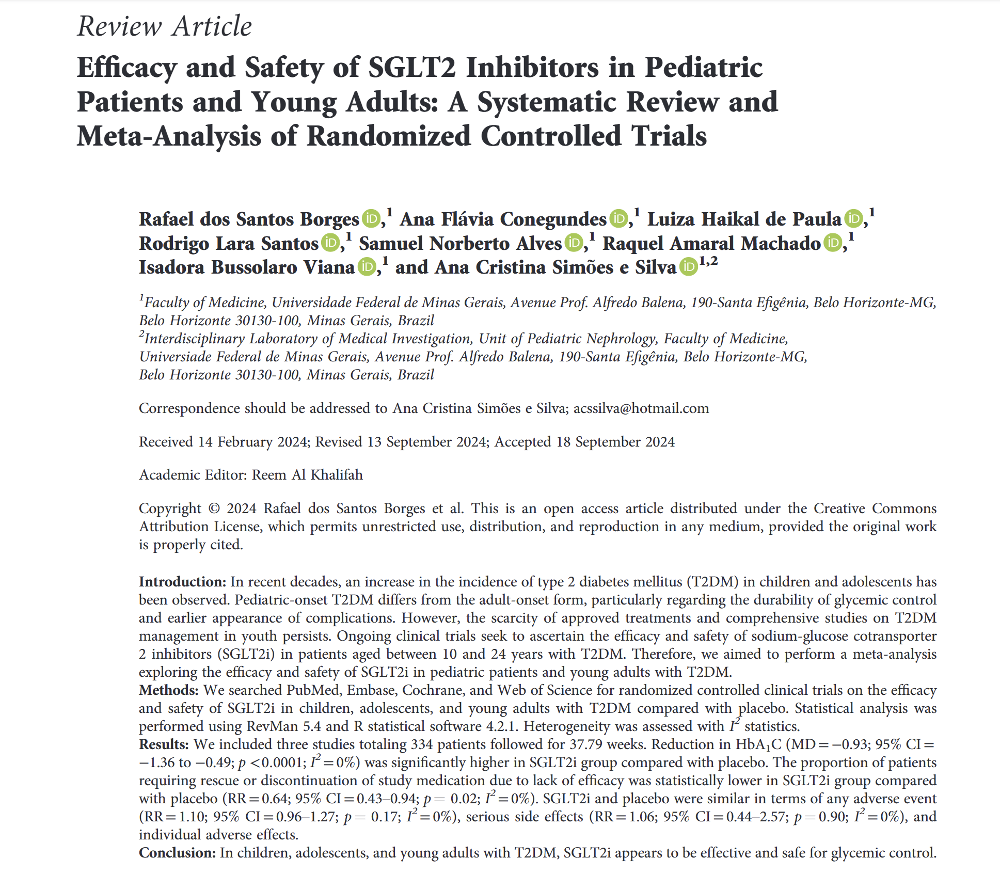 Review Article
Efficacy and Safety of SGLT2 Inhibitors in Pediatric
Patients and Young Adults: A Systematic Review and
Meta-Analysis of Randomized Controlled Trials
Rafael dos Santos Borges iD,1 Ana Flávia Conegundes iD,1 Luiza Haikal de Paula iD,1
Rodrigo Lara Santos iD,1 Samuel Norberto Alves iD,1 Raquel Amaral Machado iD,1
Isadora Bussolaro Viana iD,1 and Ana Cristina Simões e Silva iD1,2
1Faculty of Medicine, Universidade Federal de Minas Gerais, Avenue Prof. Alfredo Balena, 190-Santa Efigênia, Belo Horizonte-MG,
Belo Horizonte 30130-100, Minas Gerais, Brazil
2Interdisciplinary Laboratory of Medical Investigation, Unit of Pediatric Nephrology, Faculty of Medicine,
Universiade Federal de Minas Gerais, Avenue Prof. Alfredo Balena, 190-Santa Efigênia, Belo Horizonte-MG,
Belo Horizonte 30130-100, Minas Gerais, Brazil
Correspondence should be addressed to Ana Cristina Simões e Silva; acssilva@hotmail.com
Received 14 February 2024; Revised 13 September 2024; Accepted 18 September 2024
Academic Editor: Reem Al Khalifah
Copyright © 2024 Rafael dos Santos Borges et al. This is an open access article distributed under the Creative Commons
Attribution License, which permits unrestricted use, distribution, and reproduction in any medium, provided the original work
is properly cited.
Introduction: In recent decades, an increase in the incidence of type 2 diabetes mellitus (T2DM) in children and adolescents has
been observed. Pediatric-onset T2DM differs from the adult-onset form, particularly regarding the durability of glycemic control
and earlier appearance of complications. However, the scarcity of approved treatments and comprehensive studies on T2DM
management in youth persists. Ongoing clinical trials seek to ascertain the efficacy and safety of sodium-glucose cotransporter
2 inhibitors (SGLT2i) in patients aged between 10 and 24 years with T2DM. Therefore, we aimed to perform a meta-analysis
exploring the efficacy and safety of SGLT2i in pediatric patients and young adults with T2DM.
Methods: We searched PubMed, Embase, Cochrane, and Web of Science for randomized controlled clinical trials on the efficacy
and safety of SGLT2i in children, adolescents, and young adults with T2DM compared with placebo. Statistical analysis was
performed using RevMan 5.4 and R statistical software 4.2.1. Heterogeneity was assessed with I² statistics.
Results: We included three studies totaling 334 patients followed for 37.79 weeks. Reduction in HbA₁C (MD = −0.93; 95% CI =
−1.36 to −0.49; p <0.0001; I² = 0%) was significantly higher in SGLT2i group compared with placebo. The proportion of patients
requiring rescue or discontinuation of study medication due to lack of efficacy was statistically lower in SGLT2i group compared
with placebo (RR = 0.64; 95% CI = 0.43–0.94; p = 0.02; I² = 0%). SGLT2i and placebo were similar in terms of any adverse event
(RR = 1.10; 95% CI = 0.96–1.27; p = 0.17; I² = 0%), serious side effects (RR = 1.06; 95% CI = 0.44–2.57; p = 0.90; I² = 0%), and
individual adverse effects.
Conclusion: In children, adolescents, and young adults with T2DM, SGLT2i appears to be effective and safe for glycemic control.